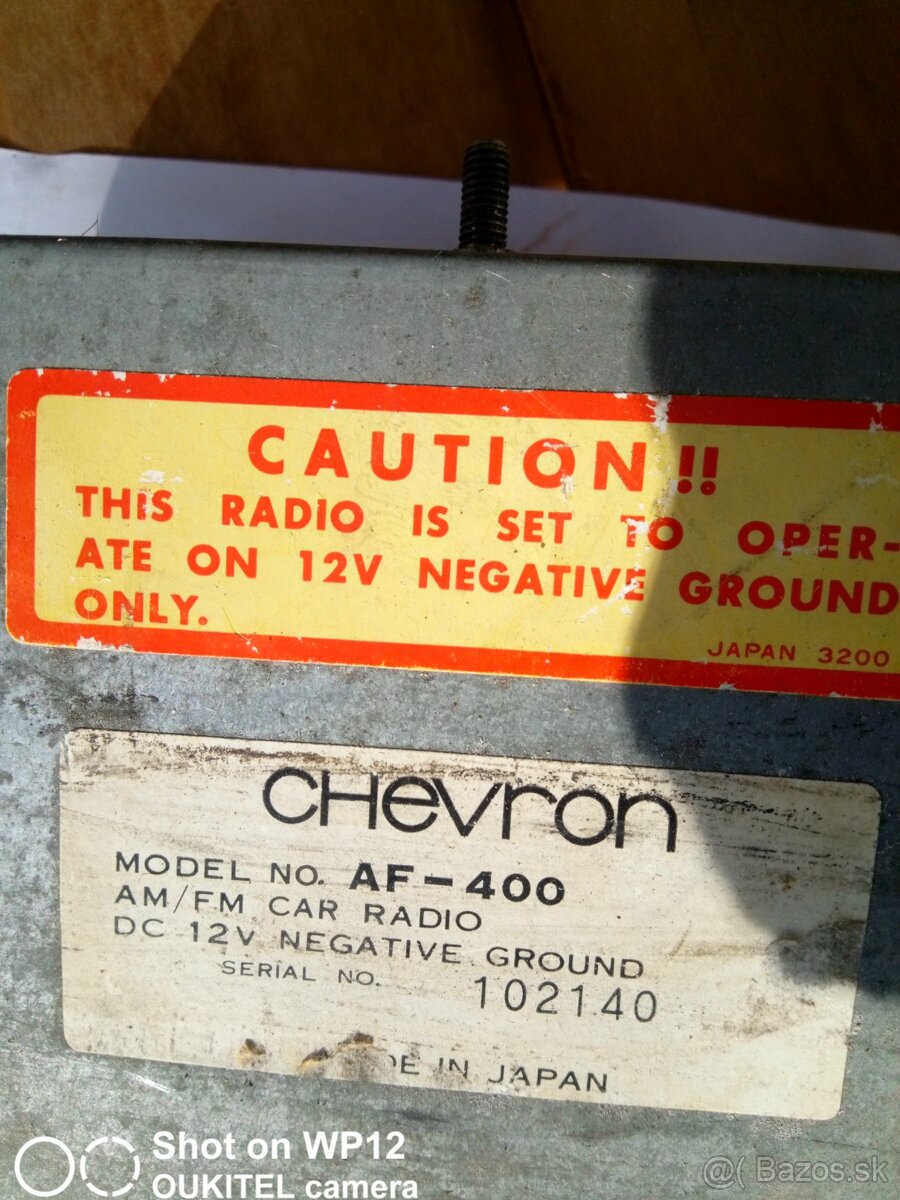 CAUTION!!
THIS RADIO IS SET TO OPER-
ATE ON 12V NEGATIVE GROUND
ONLY.
JAPAN 3200
CHevron
MODEL NO. AF-400
AM/FM CAR RADIO
DC 12V NEGATIVE GROUND
SERIAL NO. 102140
DE IN JAPAN
Shot on WP12
OUKITEL camera
@( Bazos.sk